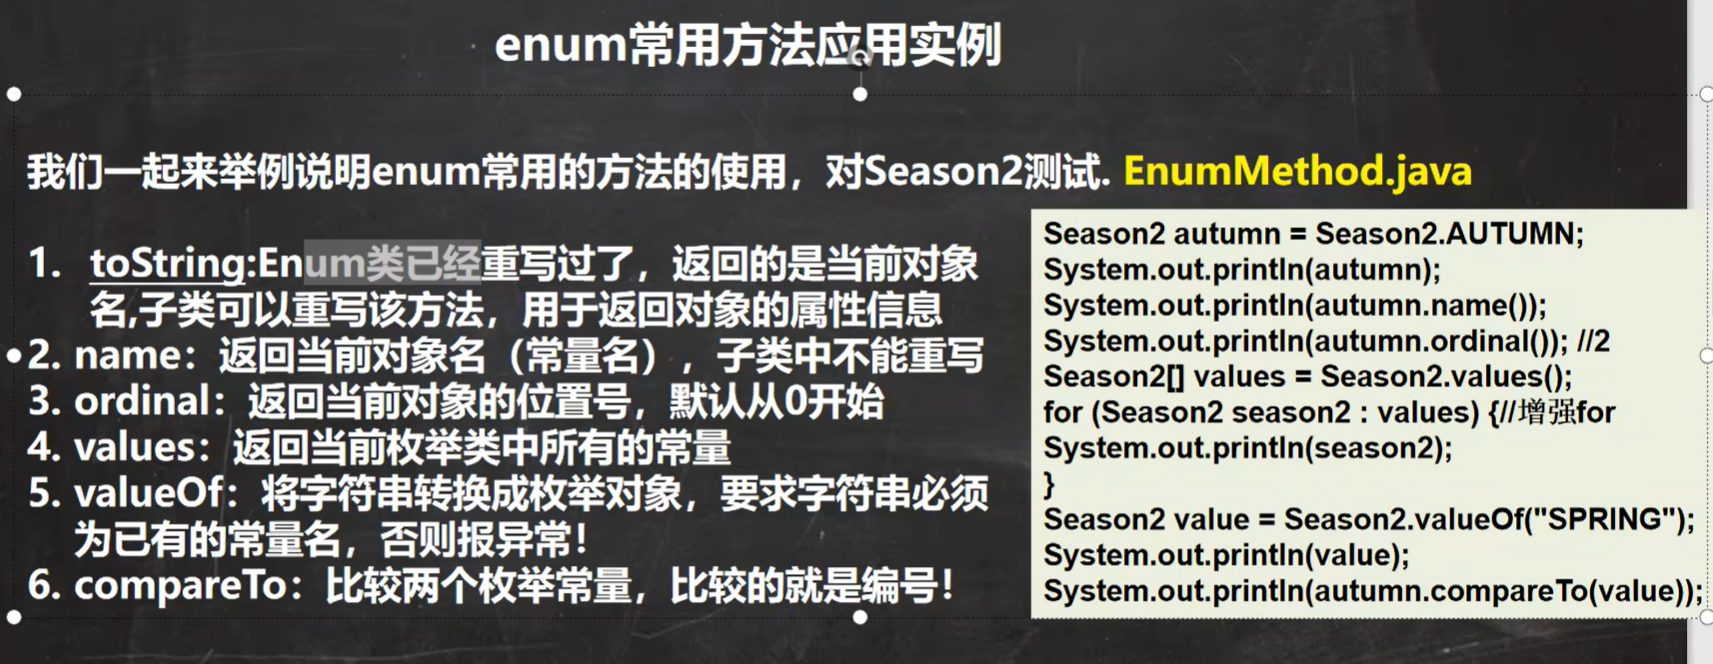 enum常用方法应用实例
我们一起来举例说明enum常用的方法的使用，对Season2测试. EnumMethod.java
1. toString:Enum类已经重写过了，返回的是当前对象
名,子类可以重写该方法，用于返回对象的属性信息
2. name：返回当前对象名（常量名），子类中不能重写
3. ordinal：返回当前对象的位置号，默认从0开始
4. values：返回当前枚举类中所有的常量
5. valueOf：将字符串转换成枚举对象，要求字符串必须
为已有的常量名，否则报异常！
6. compareTo：比较两个枚举常量，比较的就是编号！
Season2 autumn = Season2.AUTUMN;
System.out.println(autumn);
System.out.println(autumn.name());
System.out.println(autumn.ordinal()); //2
Season2[] values = Season2.values();
for (Season2 season2 : values) {//增强for
System.out.println(season2);
}
Season2 value = Season2.valueOf("SPRING");
System.out.println(value);
System.out.println(autumn.compareTo(value));